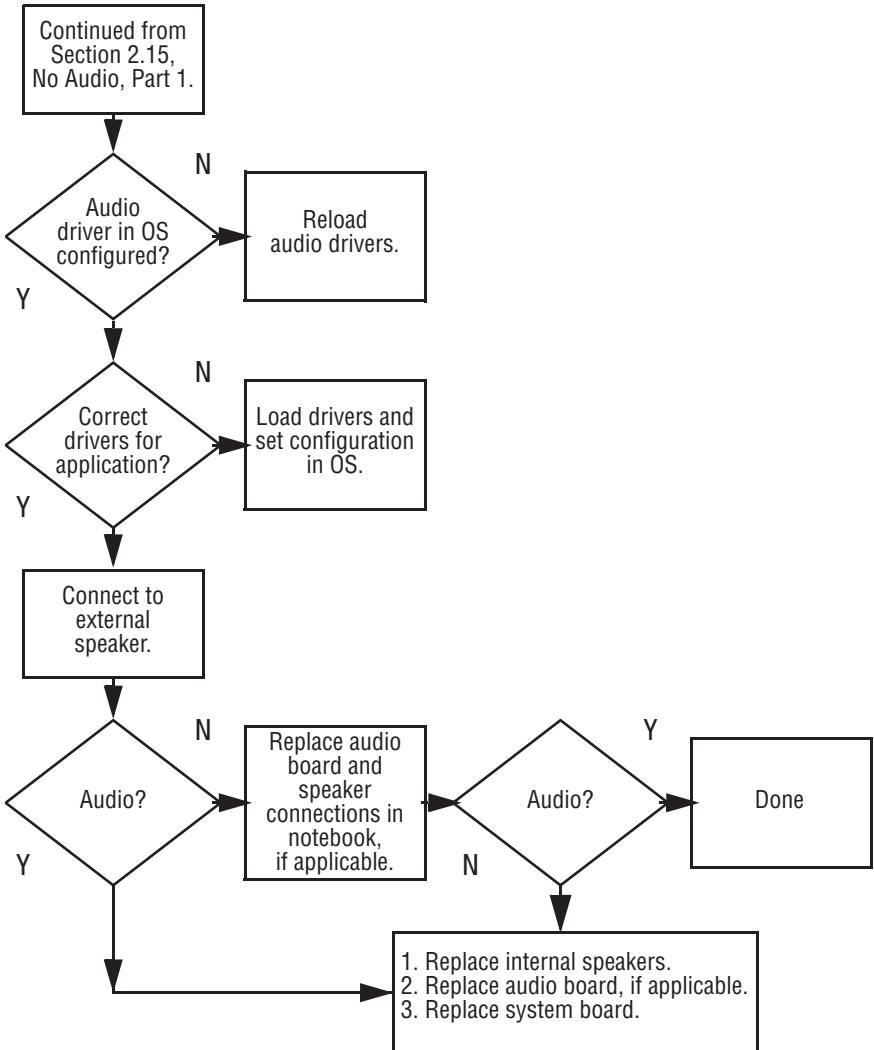 Continued from
Section 2.15,
No Audio, Part 1.
N
Audio
driver in OS
configured?
Reload
audio drivers.
Y
N
Correct
drivers for
application?
Load drivers and
set configuration
in OS.
Y
Connect to
external
speaker.
N
Audio?
Replace audio
board and
speaker
connections in
notebook,
if applicable.
Y
Audio?
Y
Done
N
1. Replace internal speakers.
2. Replace audio board, if applicable.
3. Replace system board.